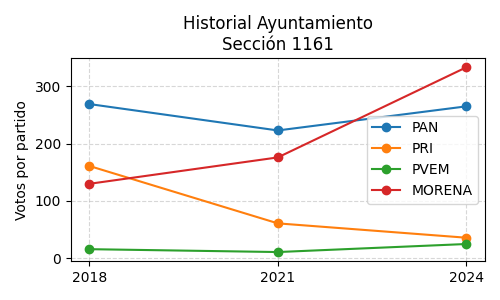 Historial Ayuntamiento
Sección 1161
Votos por partido
300
200
100
0
2018
2021
2024
PAN
PRI
PVEM
MORENA